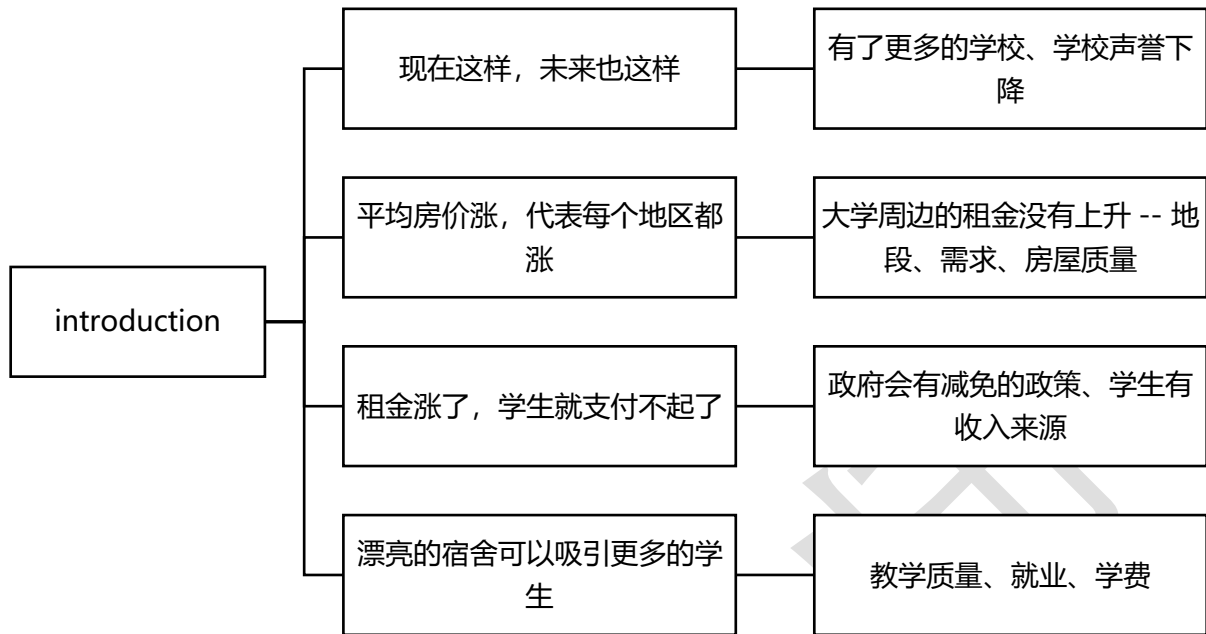 现在这样，未来也这样
有了更多的学校、学校声誉下
降
平均房价涨，代表每个地区都
涨
大学周边的租金没有上升 -- 地
段、需求、房屋质量
introduction
租金涨了，学生就支付不起了
政府会有减免的政策、学生有
收入来源
漂亮的宿舍可以吸引更多的学
生
教学质量、就业、学费